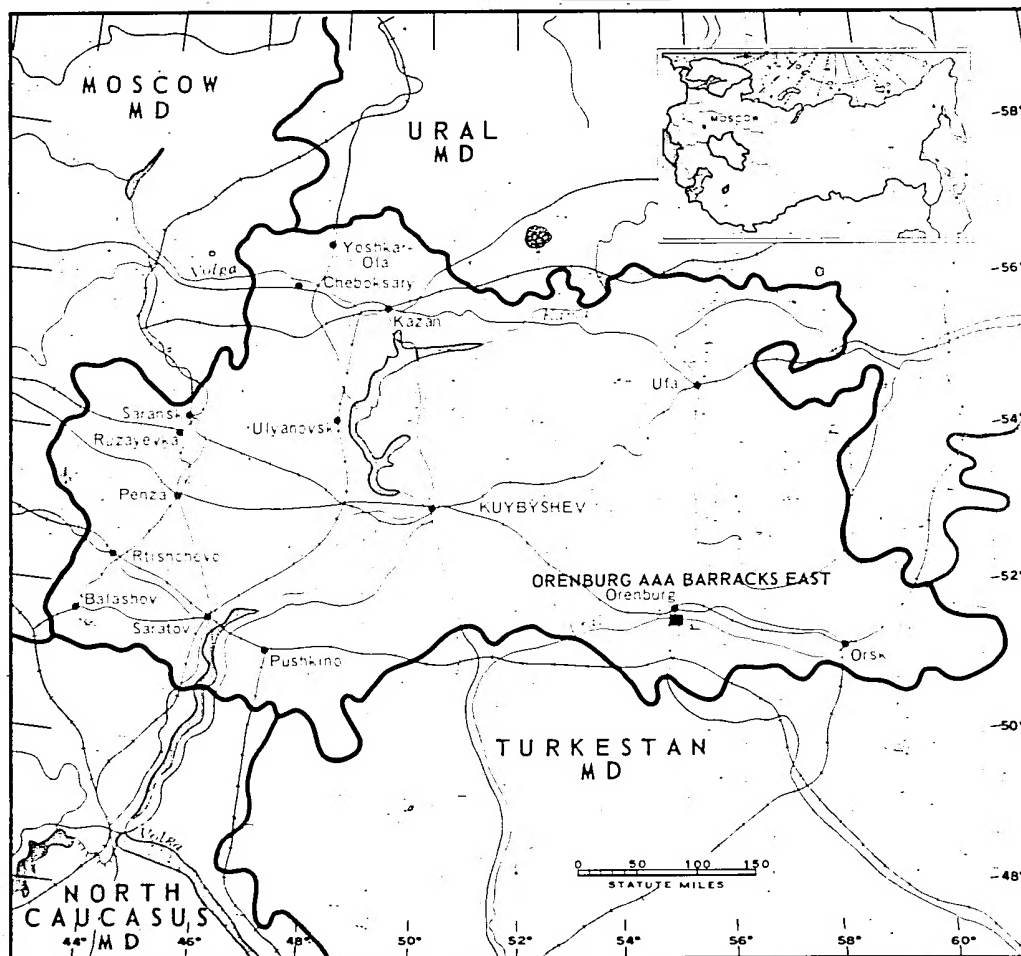 MOSCOW
MD
URAL
MD
MOSCOW
58°
Yoshkar-
Ola
56°
Volga
Cheboksary
Kazan
Ufa
Saransk
Ruzayevka
Ulyanovsk
54°
Penza
KUYBYSHEV
Rtishchevo
52°
ORENBURG AAA BARRACKS EAST
Orenburg
Balashov
Saratov
Pushkino
Orsk
50°
TURKESTAN
MD
Volga
0 50 100 150
STATUTE MILES
48°
NORTH
CAUCASUS
MD
44° 46° 48° 50° 52° 54° 56° 58° 60°